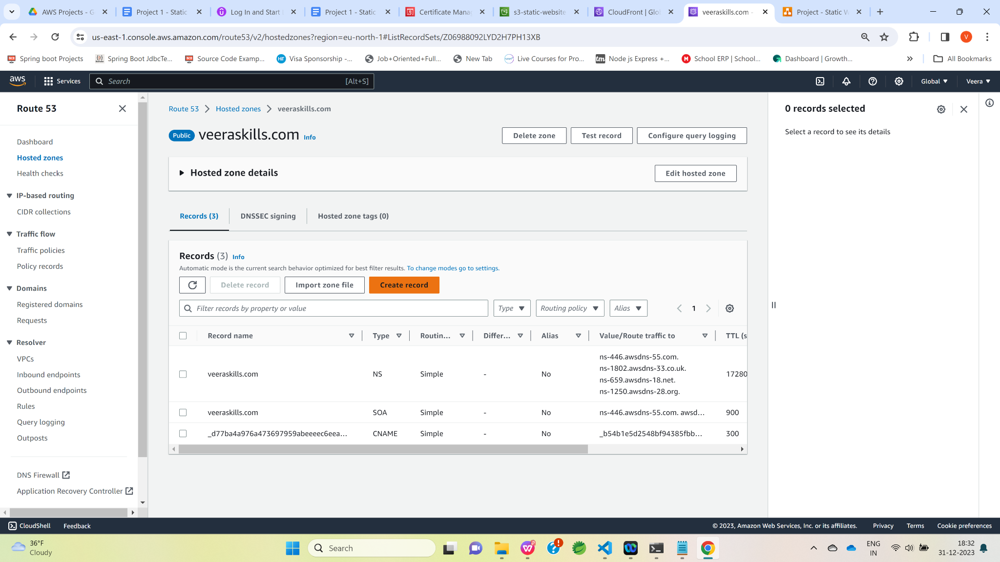 AWS Projects - G
Project 1 - Static
Log In and Start
Project 1 - Static
Certificate Manag
s3-static-website
CloudFront | Glo
veeraskills.com -
Project - Static W
us-east-1.console.aws.amazon.com/route53/v2/hostedzones?region=eu-north-1#ListRecordSets/Z06988092LYD2H7PH13XB
V
Spring boot Projects
Spring Boot JdbcTe...
Source Code Examp...
Visa Sponsorship -...
Job+Oriented+Full...
New Tab
Live Courses for Pro...
Node js Express +...
School ERP | School...
Dashboard | Growth...
All Bookmarks
aws
Services
Search
[Alt+S]
Global
Veera
Route 53
Dashboard
Hosted zones
Health checks
IP-based routing
CIDR collections
Traffic flow
Traffic policies
Policy records
Domains
Registered domains
Requests
Resolver
VPCs
Inbound endpoints
Outbound endpoints
Rules
Query logging
Outposts
DNS Firewall
Application Recovery Controller
Route 53 > Hosted zones > veeraskills.com
Public veeraskills.com Info
Delete zone
Test record
Configure query logging
Hosted zone details
Edit hosted zone
Records (3)
DNSSEC signing
Hosted zone tags (0)
Records (3) Info
Automatic mode is the current search behavior optimized for best filter results. To change modes go to settings.
Delete record
Import zone file
Create record
Filter records by property or value
Type
Routing policy
Alias
1
Record name Type Routin... Differ... Alias Value/Route traffic to TTL (s
veeraskills.com NS Simple - No
ns-446.awsdns-55.com.
ns-1802.awsdns-33.co.uk.
ns-659.awsdns-18.net.
ns-1250.awsdns-28.org.
17280
veeraskills.com SOA Simple - No ns-446.awsdns-55.com. awsd... 900
_d77ba4a976a473697959abeeeec6eea... CNAME Simple - No _b54b1e5d2548bf94385fbb... 300
0 records selected
Select a record to see its details
CloudShell
Feedback
© 2023, Amazon Web Services, Inc. or its affiliates.
Privacy
Terms
Cookie preferences
36°F
Cloudy
Search
ENG
IN
18:32
31-12-2023